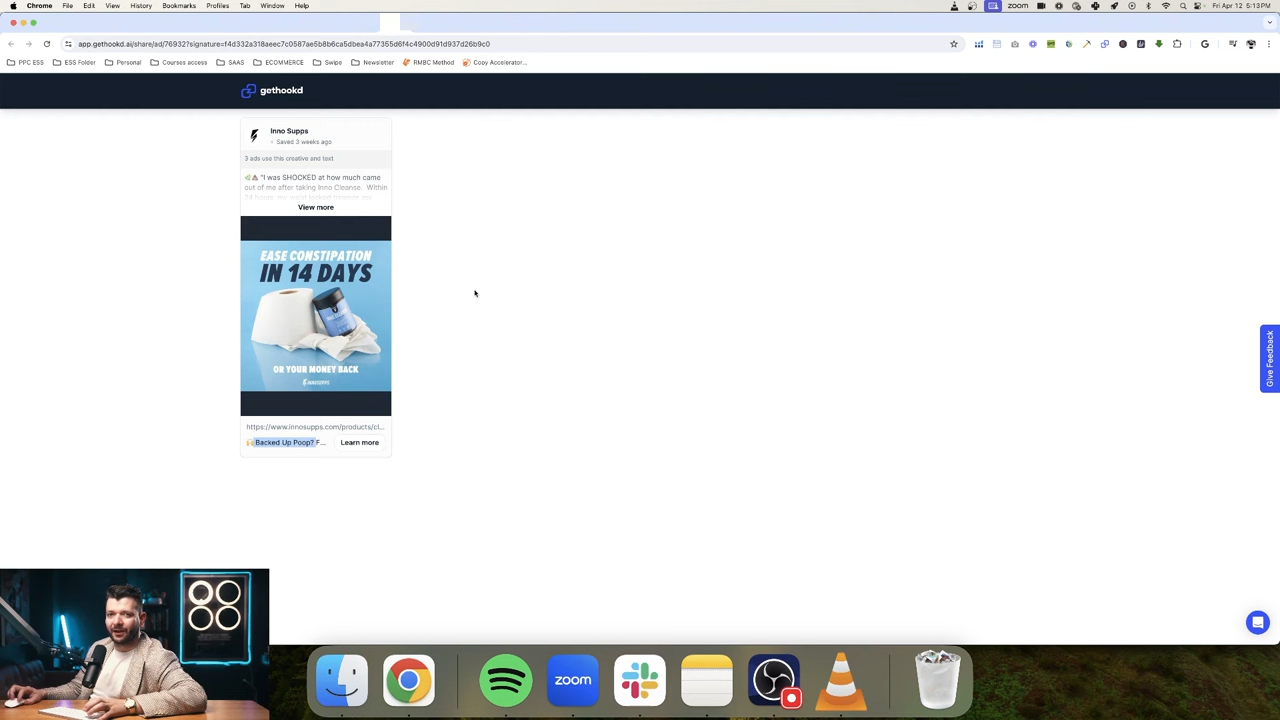 Chrome File Edit View History Bookmarks Profiles Tab Window Help
zoom
Fri Apr 12 5:13 PM
app.gethookd.ai/share/ad/76932?signature=f4d332a318aeec7c0587ae5b8b6ca5dbea4a77355d6f4c4900d91d937d26b9c0
PPC ESS ESS Folder Personal Courses access SAAS ECOMMERCE Swipe Newsletter RMBC Method Copy Accelerator...
gethookd
Inno Supps
Saved 3 weeks ago
3 ads use this creative and text
"I was SHOCKED at how much came
out of me after taking Inno Cleanse. Within
View more
EASE CONSTIPATION
IN 14 DAYS
OR YOUR MONEY BACK
INNOSUPPS
https://www.innosupps.com/products/cl...
🙌 Backed Up Poop? F...
Learn more
Give Feedback
zoom